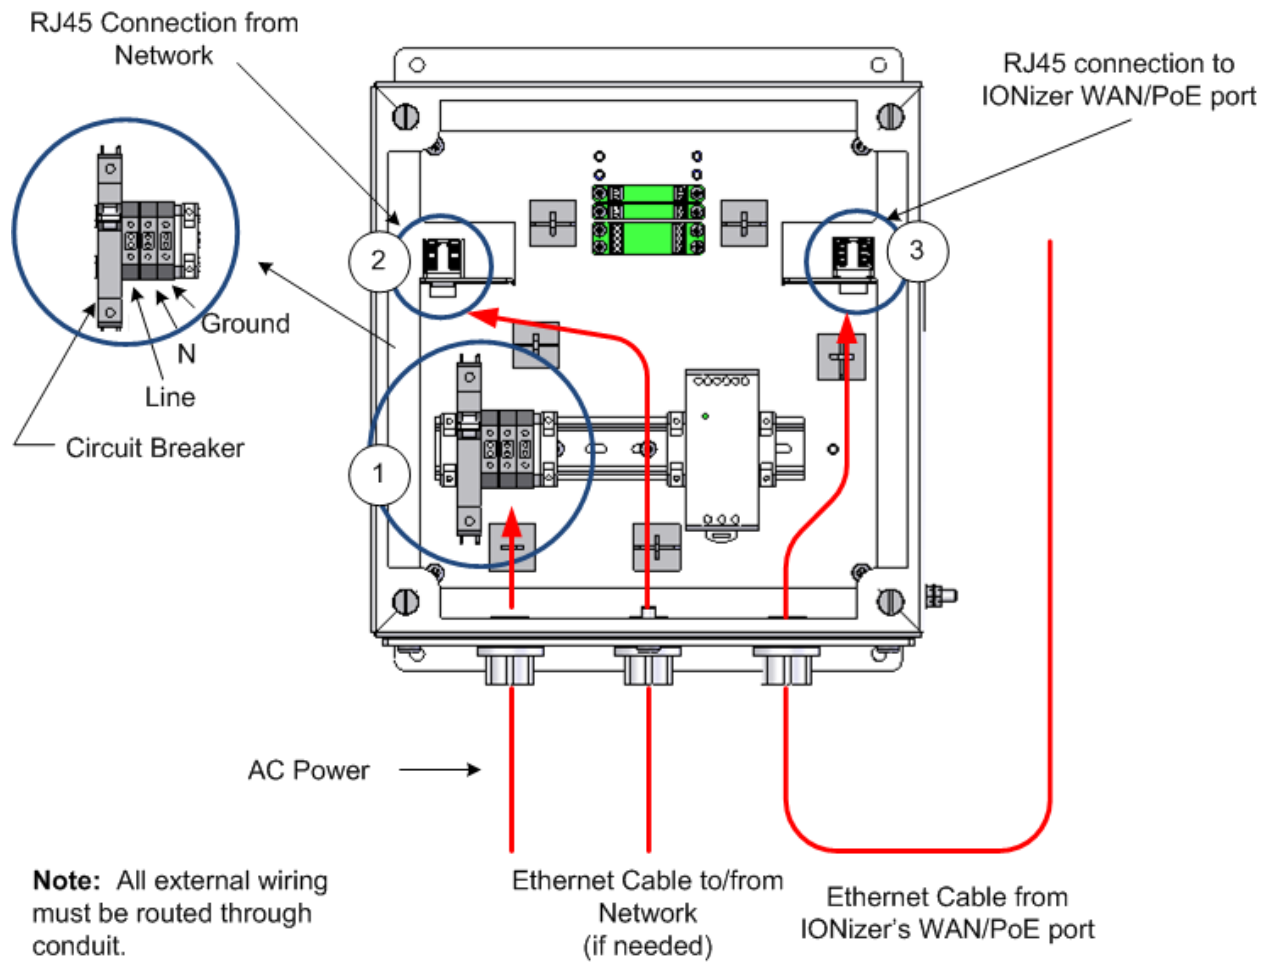 RJ45 Connection from
Network
RJ45 connection to
IONizer WAN/PoE port
2
3
Ground
N
Line
Circuit Breaker
1
AC Power
Note: All external wiring
must be routed through
conduit.
Ethernet Cable to/from
Network
(if needed)
Ethernet Cable from
IONizer's WAN/PoE port